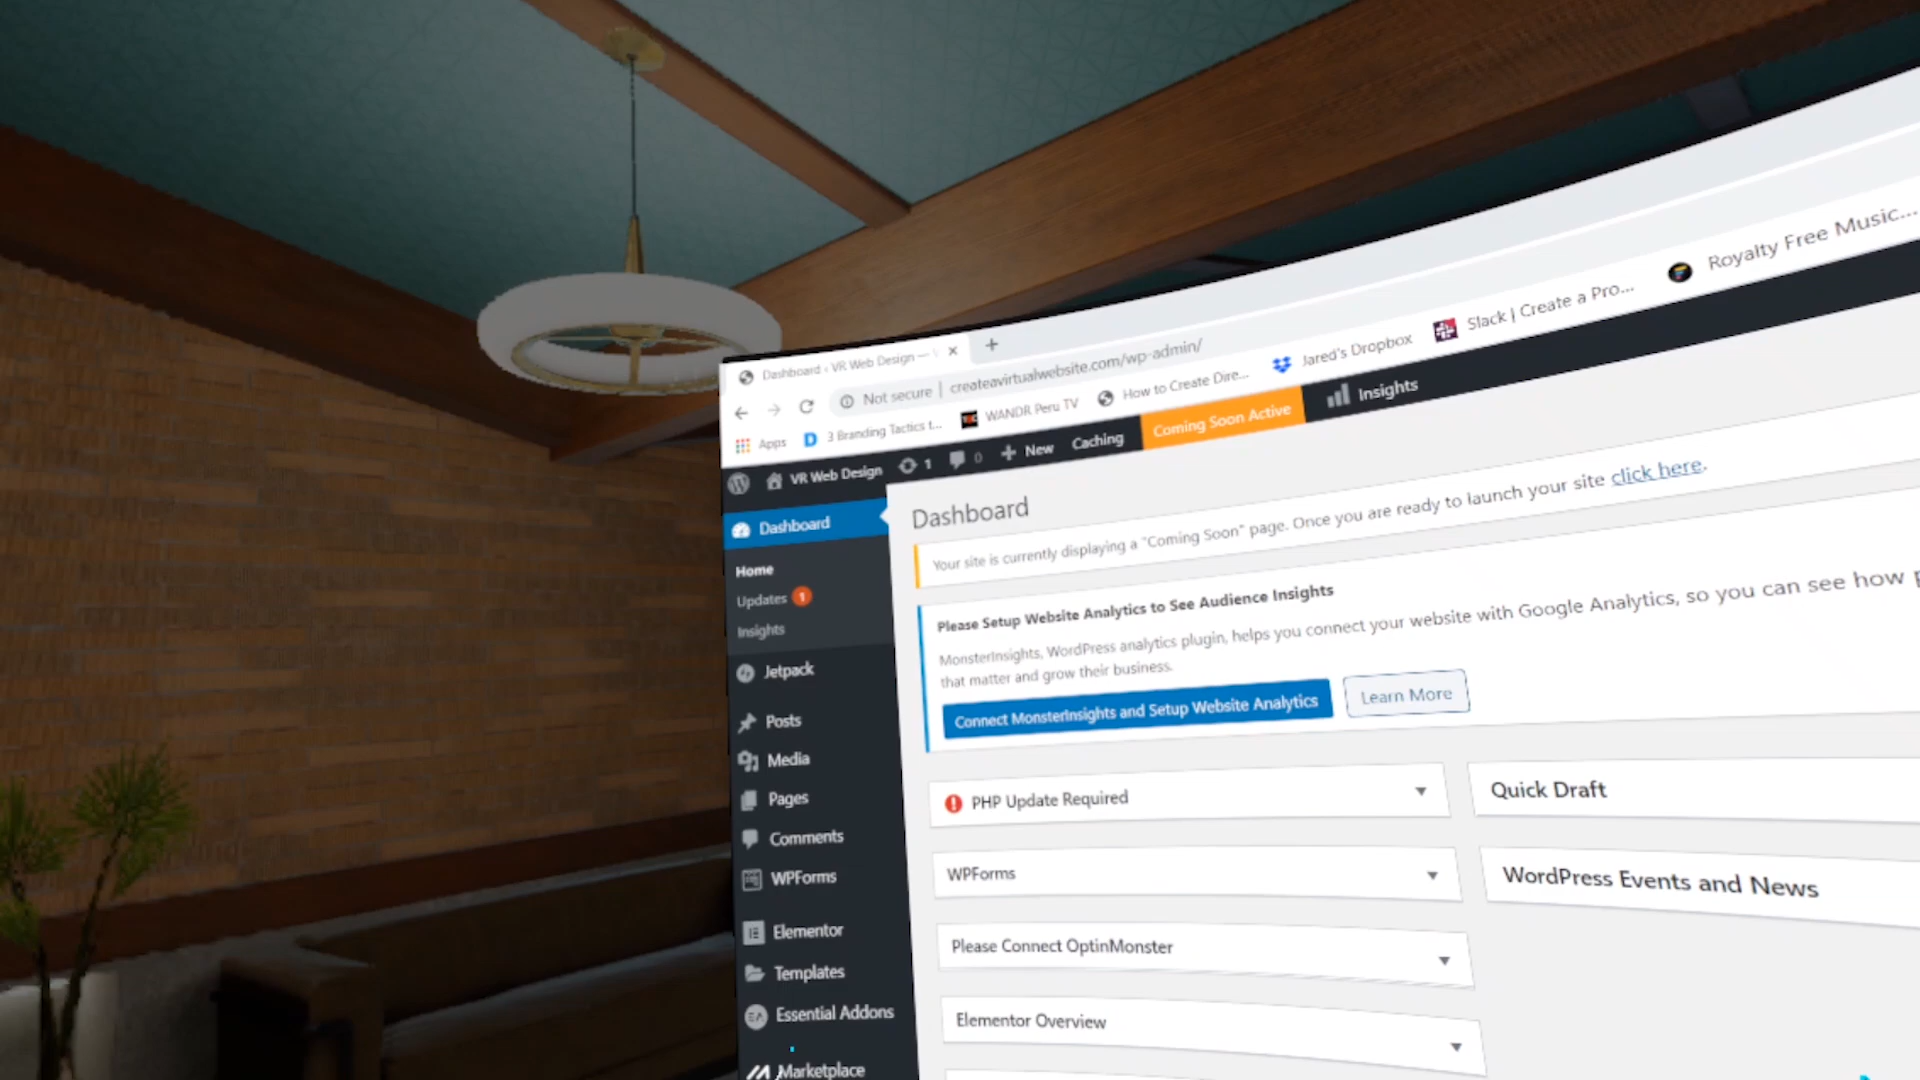 Dashboard ‹ VR Web Design —
Not secure | createavirtualwebsite.com/wp-admin/
Apps 3 Branding Tactics t... WANDR Peru TV How to Create Dire... Jared's Dropbox Slack | Create a Pro... Royalty Free Music...
VR Web Design 1 0 New Caching Coming Soon Active Insights
Dashboard
Home
Updates 1
Insights
Jetpack
Posts
Media
Pages
Comments
WPForms
Elementor
Templates
Essential Addons
Marketplace
Dashboard
Your site is currently displaying a "Coming Soon" page. Once you are ready to launch your site click here.
Please Setup Website Analytics to See Audience Insights
MonsterInsights, WordPress analytics plugin, helps you connect your website with Google Analytics, so you can see how
that matter and grow their business.
Connect MonsterInsights and Setup Website Analytics Learn More
PHP Update Required
WPForms
Please Connect OptinMonster
Elementor Overview
Quick Draft
WordPress Events and News